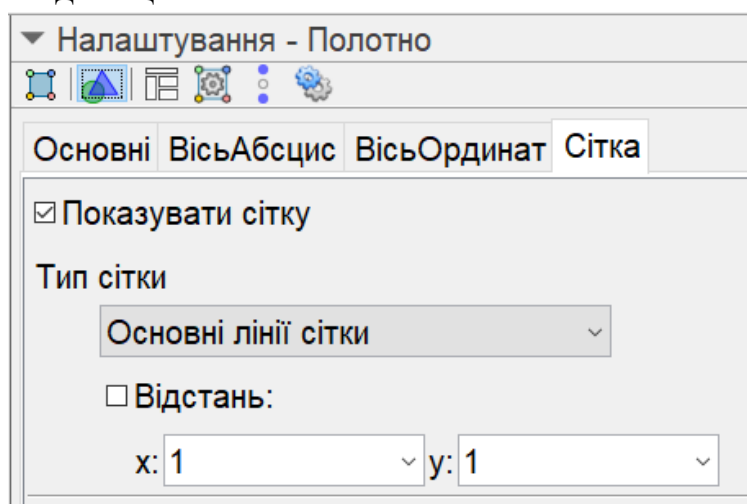 Налаштування - Полотно
Основні ВісьАбсцис ВісьОрдинат Сітка
Показувати сітку
Тип сітки
Основні лінії сітки
Відстань:
x: 1 y: 1